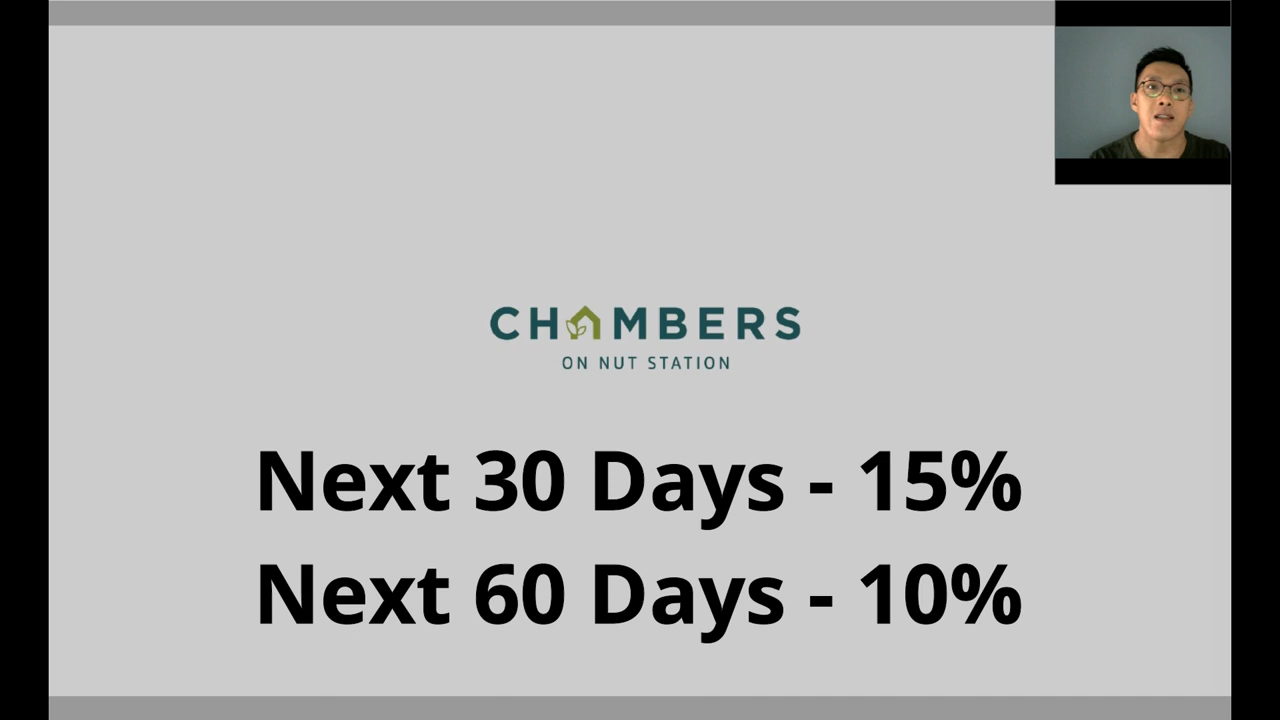 CHAMBERS
ON NUT STATION
Next 30 Days - 15%
Next 60 Days - 10%